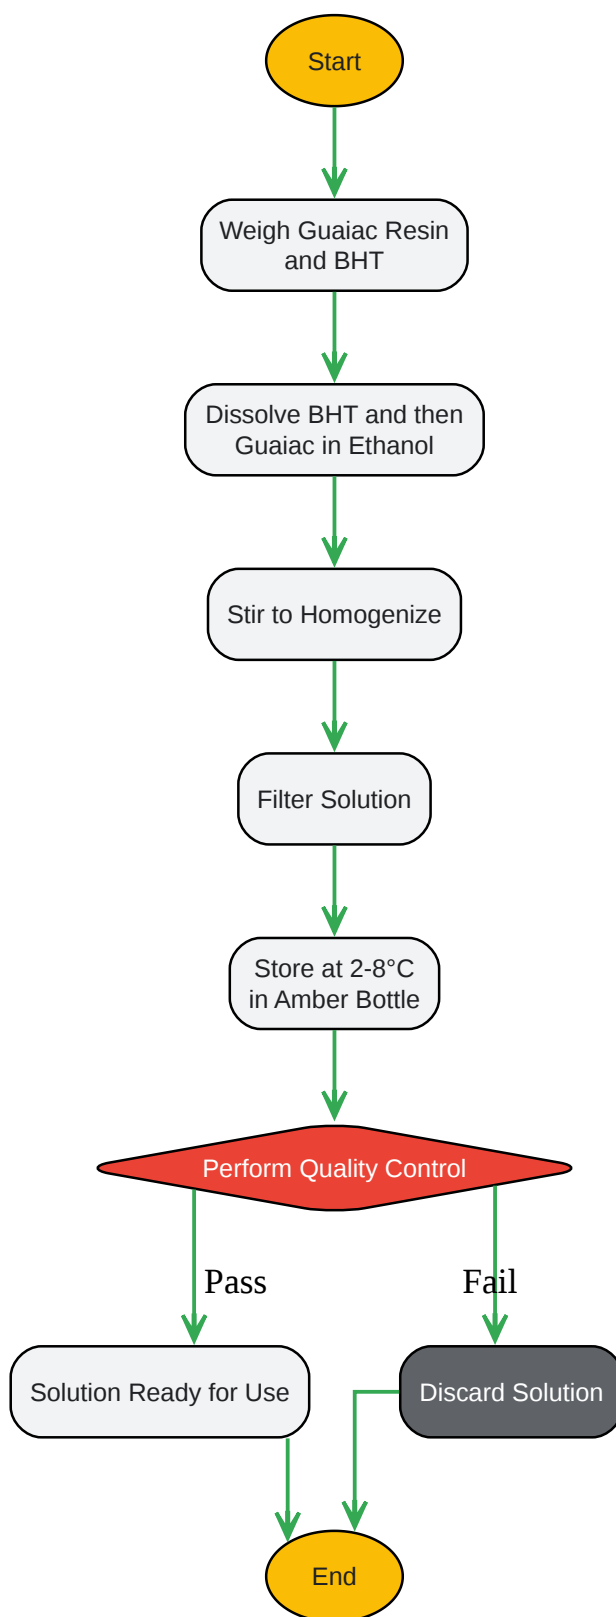 Start
Weigh Guaiac Resin
and BHT
Dissolve BHT and then
Guaiac in Ethanol
Stir to Homogenize
Filter Solution
Store at 2-8°C
in Amber Bottle
Perform Quality Control
Pass
Fail
Solution Ready for Use
Discard Solution
End